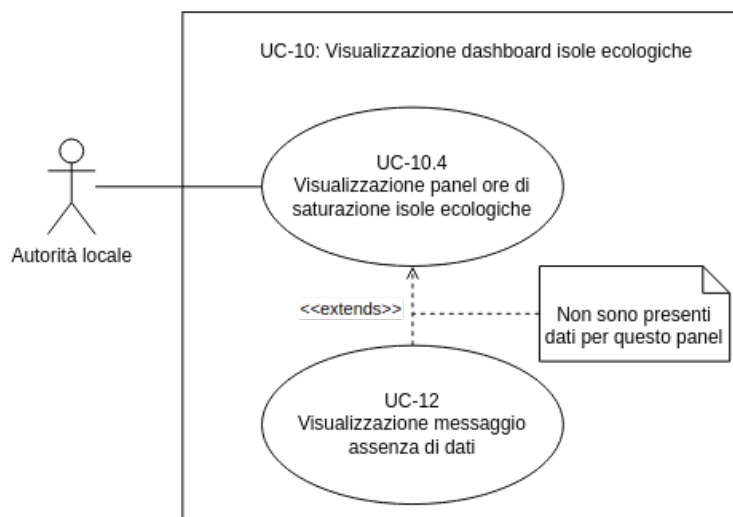 UC-10: Visualizzazione dashboard isole ecologiche
UC-10.4
Visualizzazione panel ore di
saturazione isole ecologiche
Autorità locale
<<extends>>
Non sono presenti
dati per questo panel
UC-12
Visualizzazione messaggio
assenza di dati